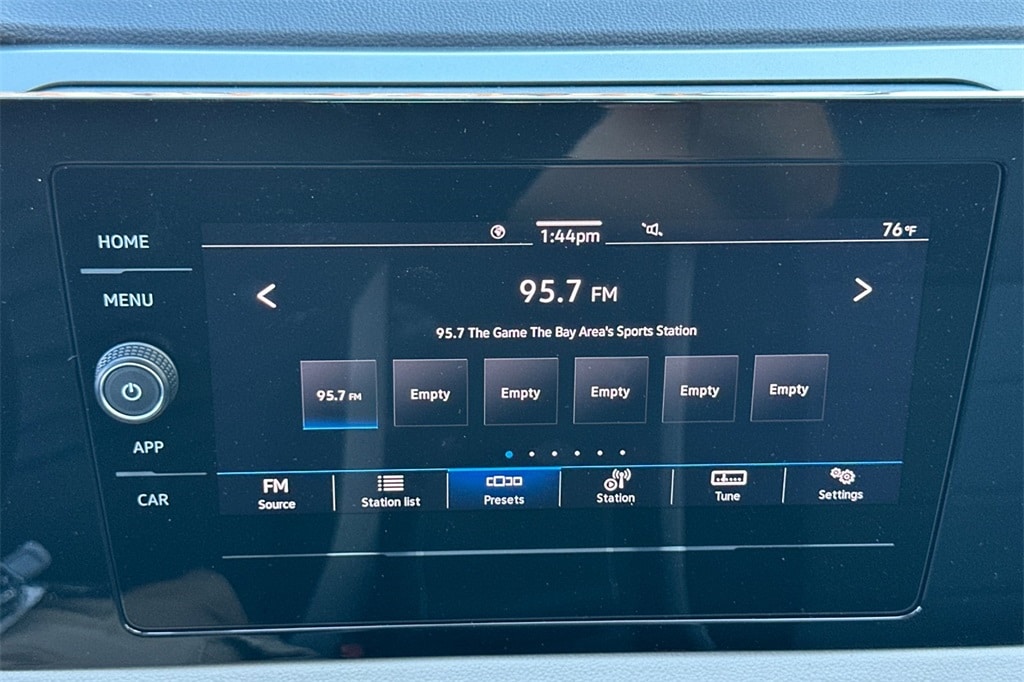 HOME
MENU
APP
CAR
1:44pm
76°F
95.7 FM
95.7 The Game The Bay Area's Sports Station
95.7 FM
Empty
Empty
Empty
Empty
Empty
FM
Source
Station list
Presets
Station
Tune
Settings